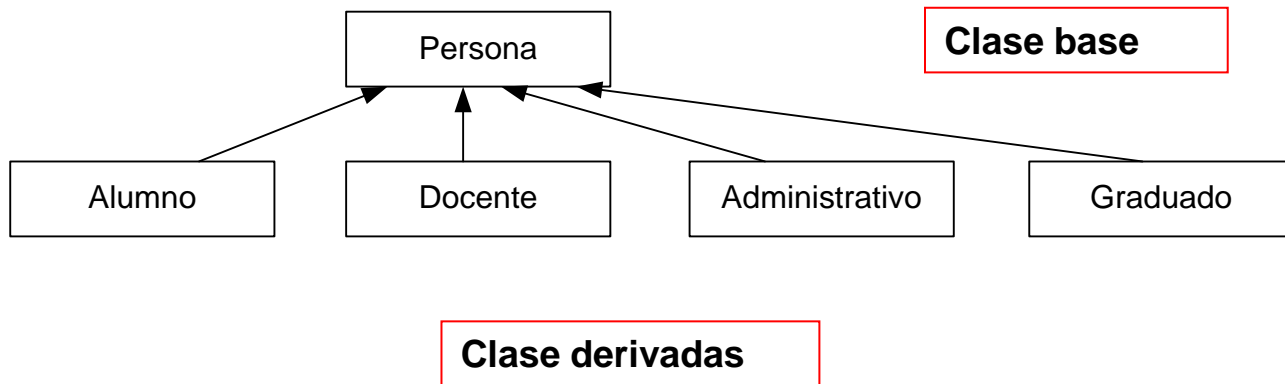 Persona
Clase base
Alumno
Docente
Administrativo
Graduado
Clase derivadas